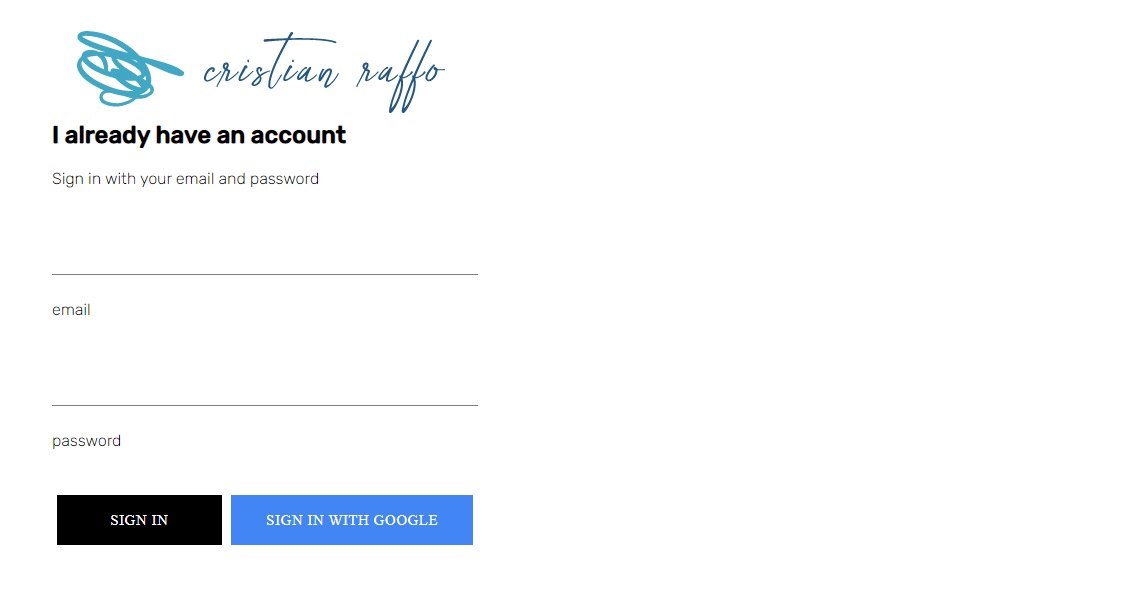 cristian raffo
I already have an account
Sign in with your email and password
email
password
SIGN IN
SIGN IN WITH GOOGLE